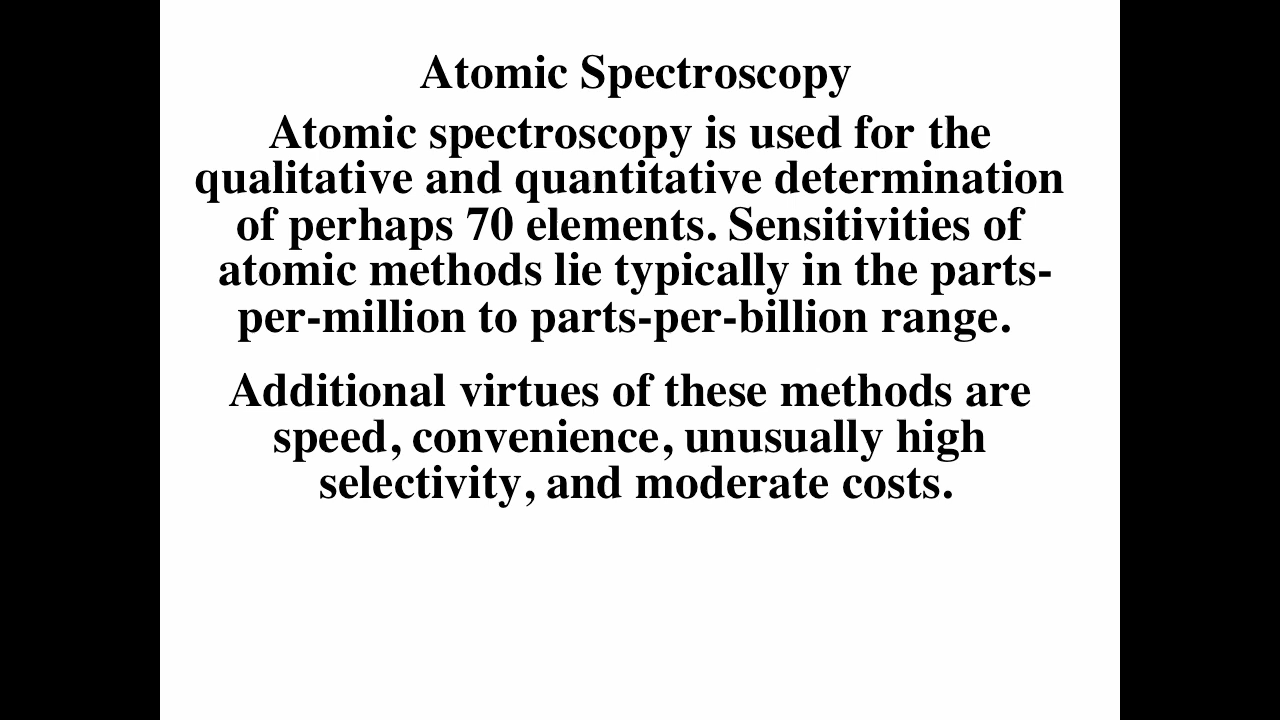 Atomic Spectroscopy
Atomic spectroscopy is used for the
qualitative and quantitative determination
of perhaps 70 elements. Sensitivities of
atomic methods lie typically in the parts-
per-million to parts-per-billion range.
Additional virtues of these methods are
speed, convenience, unusually high
selectivity, and moderate costs.